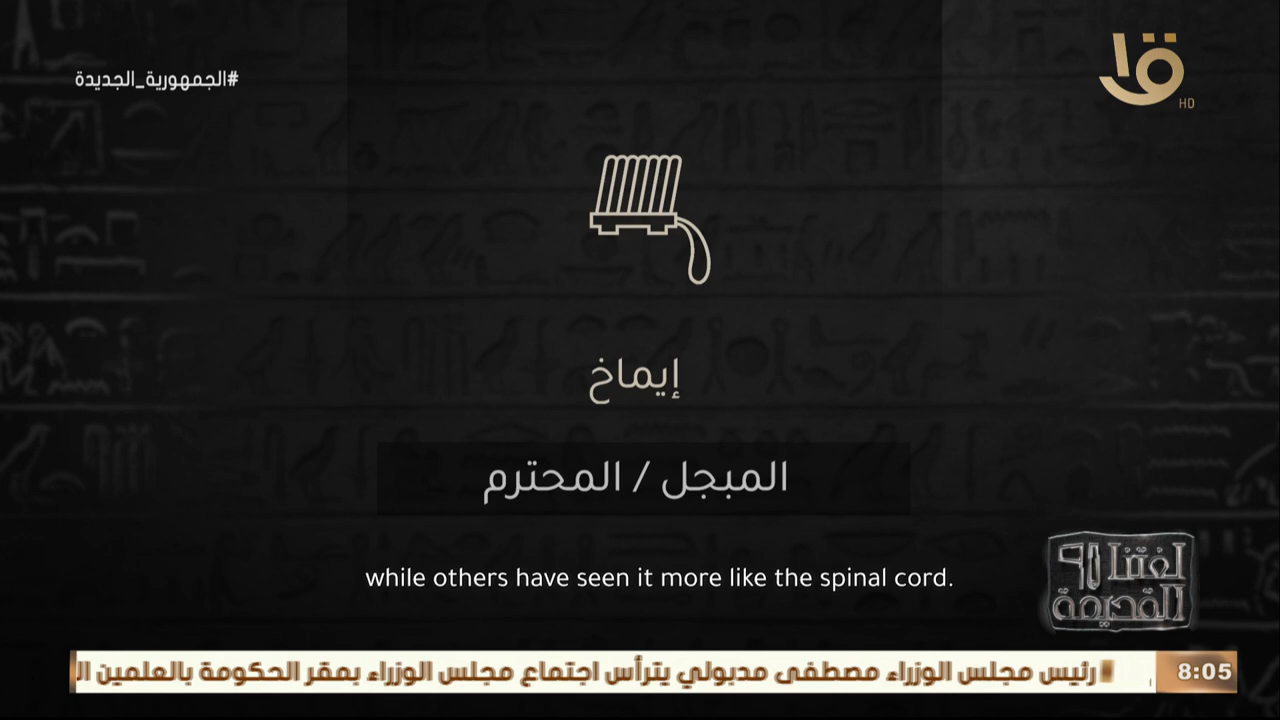 #الجمهورية_الجديدة
HD
إيماخ
المبجل / المحترم
while others have seen it more like the spinal cord.
لغتنا
القديمة
رئيس مجلس الوزراء مصطفى مدبولي يترأس اجتماع مجلس الوزراء بمقر الحكومة بالعلمين ال
8:05